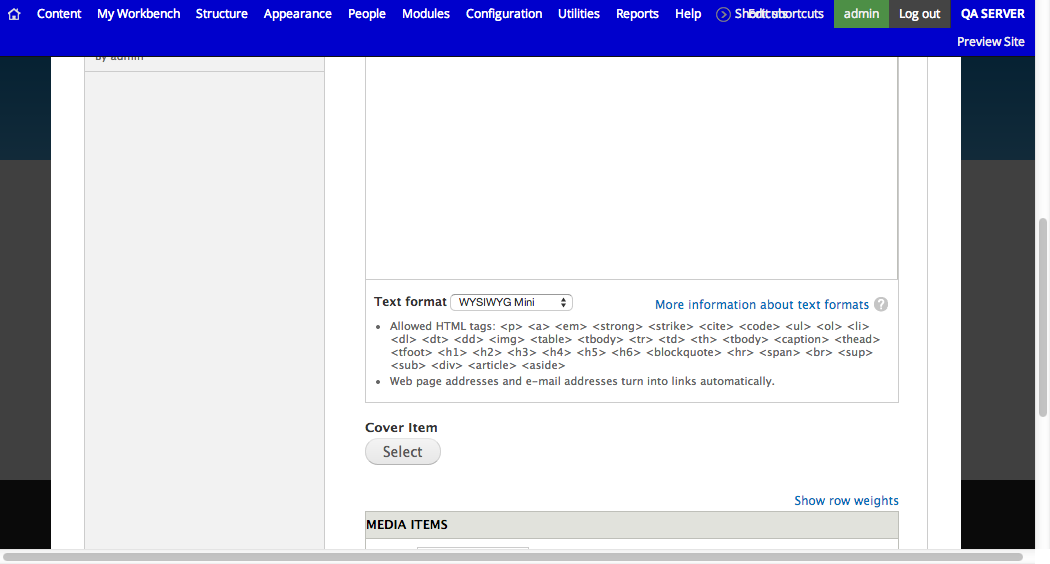 Content My Workbench Structure Appearance People Modules Configuration Utilities Reports Help Shortcuts Edit shortcuts admin Log out QA SERVER
Preview Site
by admin
Text format WYSIWYG Mini More information about text formats ?
• Allowed HTML tags: <p> <a> <em> <strong> <strike> <cite> <code> <ul> <ol> <li>
<dl> <dt> <dd> <img> <table> <tbody> <tr> <td> <th> <tbody> <caption> <thead>
<tfoot> <h1> <h2> <h3> <h4> <h5> <h6> <blockquote> <hr> <span> <br> <sup>
<sub> <div> <article> <aside>
• Web page addresses and e-mail addresses turn into links automatically.
Cover Item
Select
Show row weights
MEDIA ITEMS